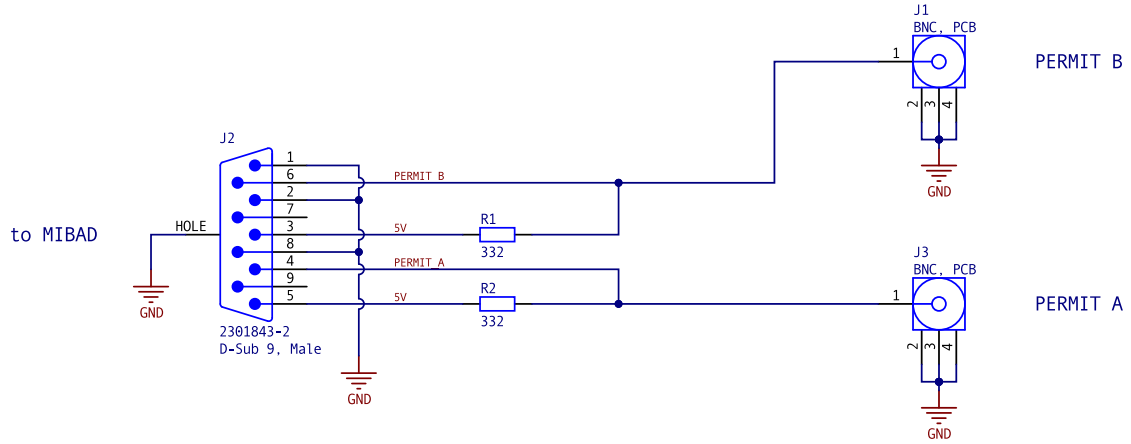 J1
BNC, PCB
1
PERMIT B
2
3
4
GND
J2
1
6
PERMIT B
2
7
HOLE
to MIBAD
3
5V
R1
332
8
4
PERMIT_A
9
5
5V
R2
332
GND
2301843-2
D-Sub 9, Male
GND
J3
BNC, PCB
1
PERMIT A
2
3
4
GND